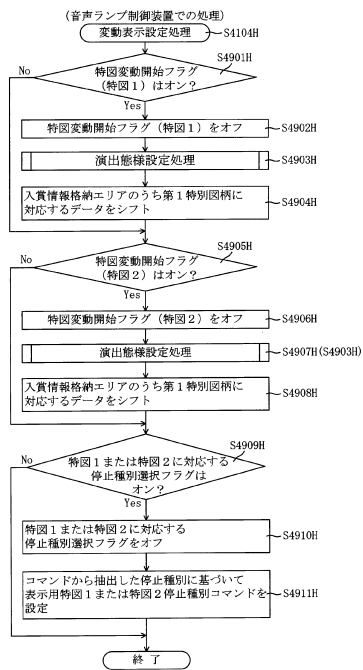 (音声ランプ制御装置での処理)
変動表示設定処理
S4104H
S4901H
特図変動開始フラグ
(特図1)はオン?
No
Yes
特図変動開始フラグ(特図1)をオフ
S4902H
演出態様設定処理
S4903H
入賞情報格納エリアのうち第1特別図柄に
対応するデータをシフト
S4904H
S4905H
特図変動開始フラグ
(特図2)はオン?
No
Yes
特図変動開始フラグ(特図2)をオフ
S4906H
演出態様設定処理
S4907H(S4903H)
入賞情報格納エリアのうち第1特別図柄に
対応するデータをシフト
S4908H
S4909H
特図1または特図2に対応する
停止種別選択フラグは
オン?
No
Yes
特図1または特図2に対応する
停止種別選択フラグをオフ
S4910H
コマンドから抽出した停止種別に基づいて
表示用特図1または特図2停止種別コマンドを
設定
S4911H
終了